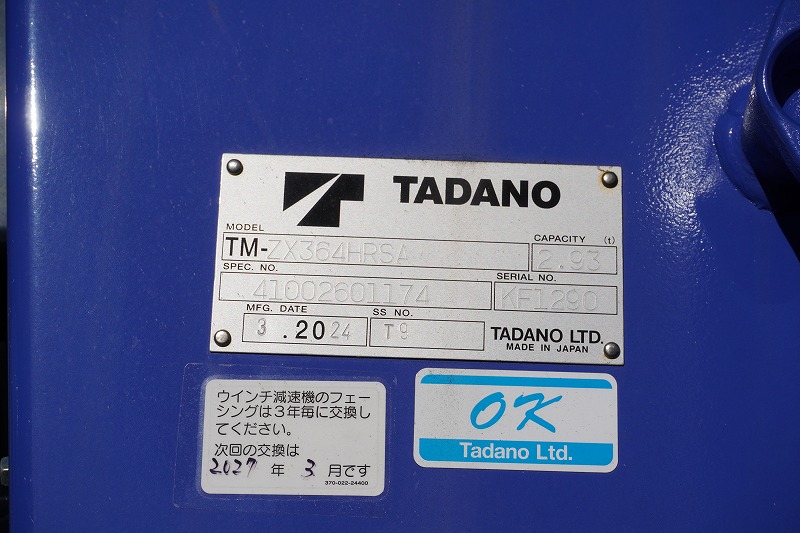 TADANO
MODEL
TM-ZX364HRSA
CAPACITY (t)
2.93
SPEC. NO.
41002601174
SERIAL NO.
KF1290
MFG. DATE
3 .2024
SS NO.
T9
TADANO LTD.
MADE IN JAPAN
ウインチ減速機のフェー
シングは3年毎に交換し
てください。
次回の交換は
2027 年 3 月です
370-022-24400
OK
Tadano Ltd.